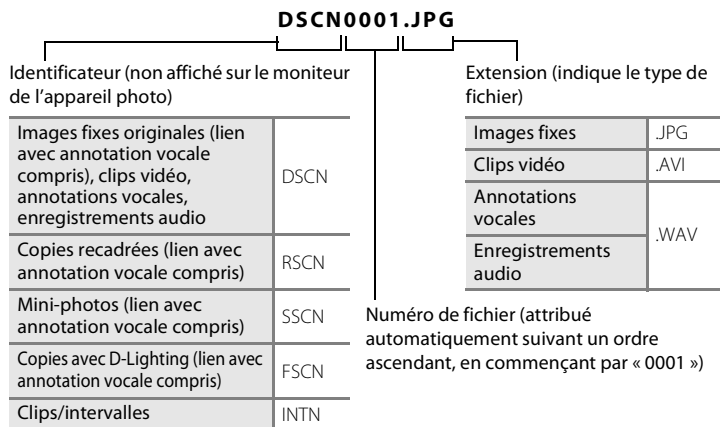 DSCN0001.JPG
Identificateur (non affiché sur le moniteur
de l'appareil photo)
Images fixes originales (lien
avec annotation vocale
compris), clips vidéo,
annotations vocales,
enregistrements audio
DSCN
Copies recadrées (lien avec
annotation vocale compris)
RSCN
Mini-photos (lien avec
annotation vocale compris)
SSCN
Copies avec D-Lighting (lien avec
annotation vocale compris)
FSCN
Clips/intervalles
INTN
Extension (indique le type de
fichier)
Images fixes
.JPG
Clips vidéo
.AVI
Annotations
vocales
Enregistrements
audio
.WAV
Numéro de fichier (attribué
automatiquement suivant un ordre
ascendant, en commençant par « 0001 »)